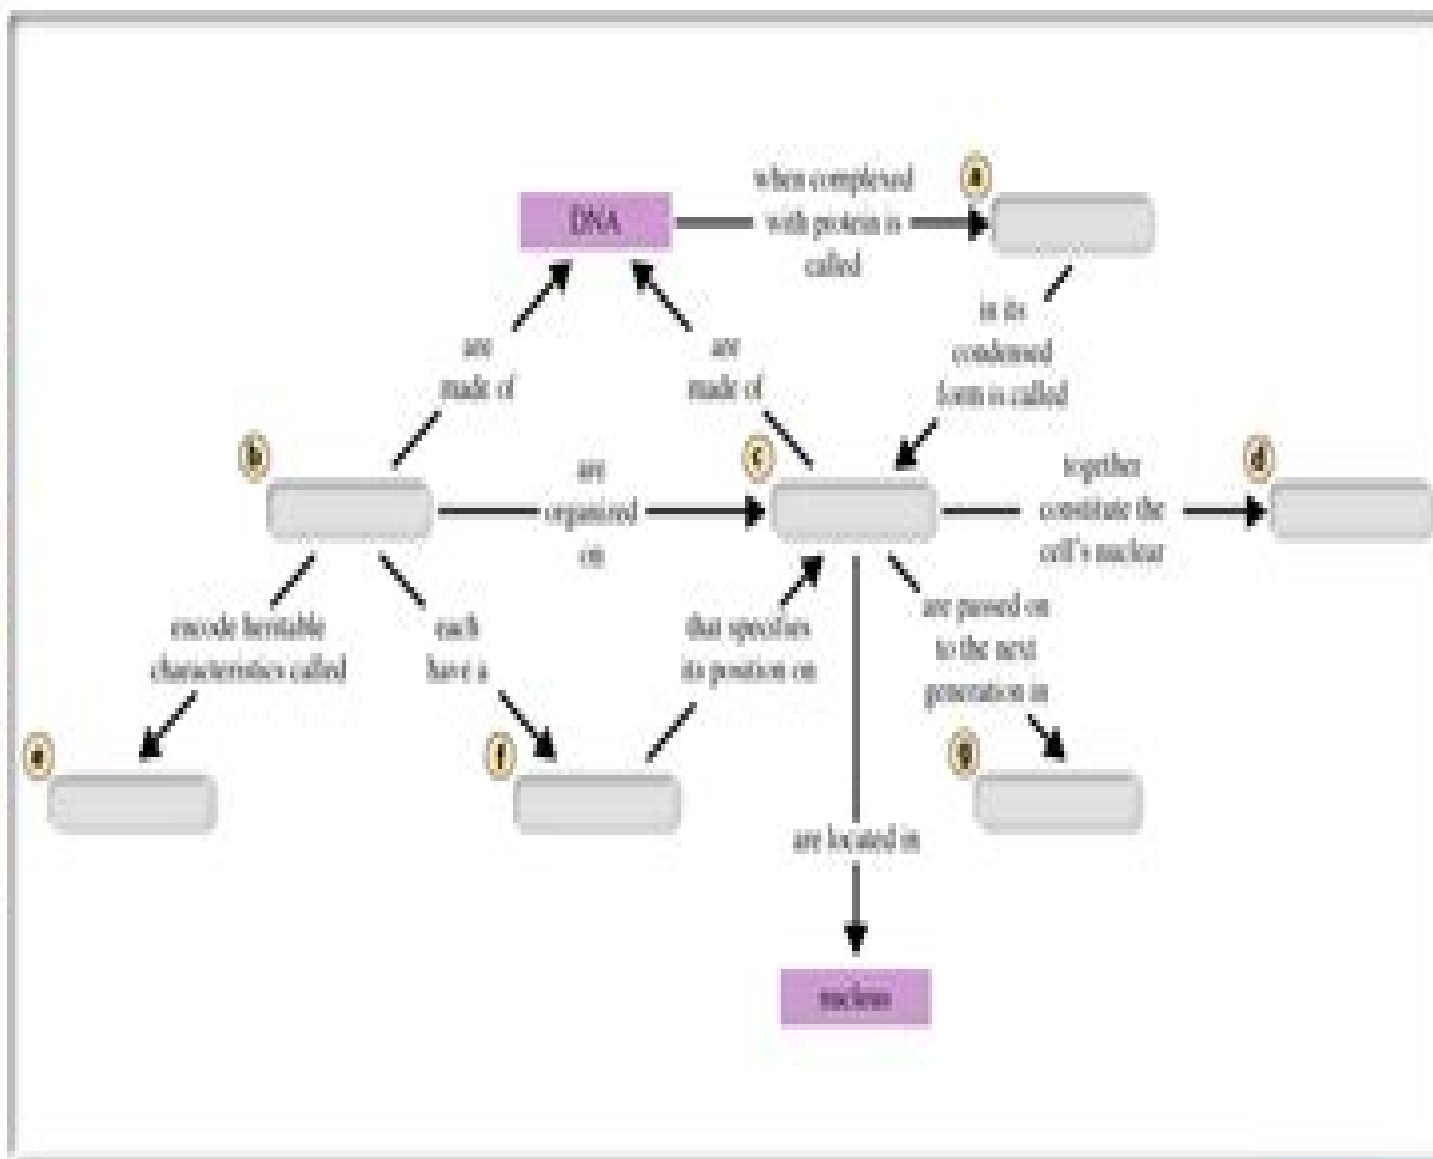 a
when complexed
DNA
with protein is
called
in its
are
made of
are
made of
condensed
form is called
b
are
organized
on
c
together
constitute the
cell's nuclear
d
encode heritable
characteristics called
each
have a
that specifies
its position on
are passed on
to the next
generation in
e
f
g
are located in
nucleus